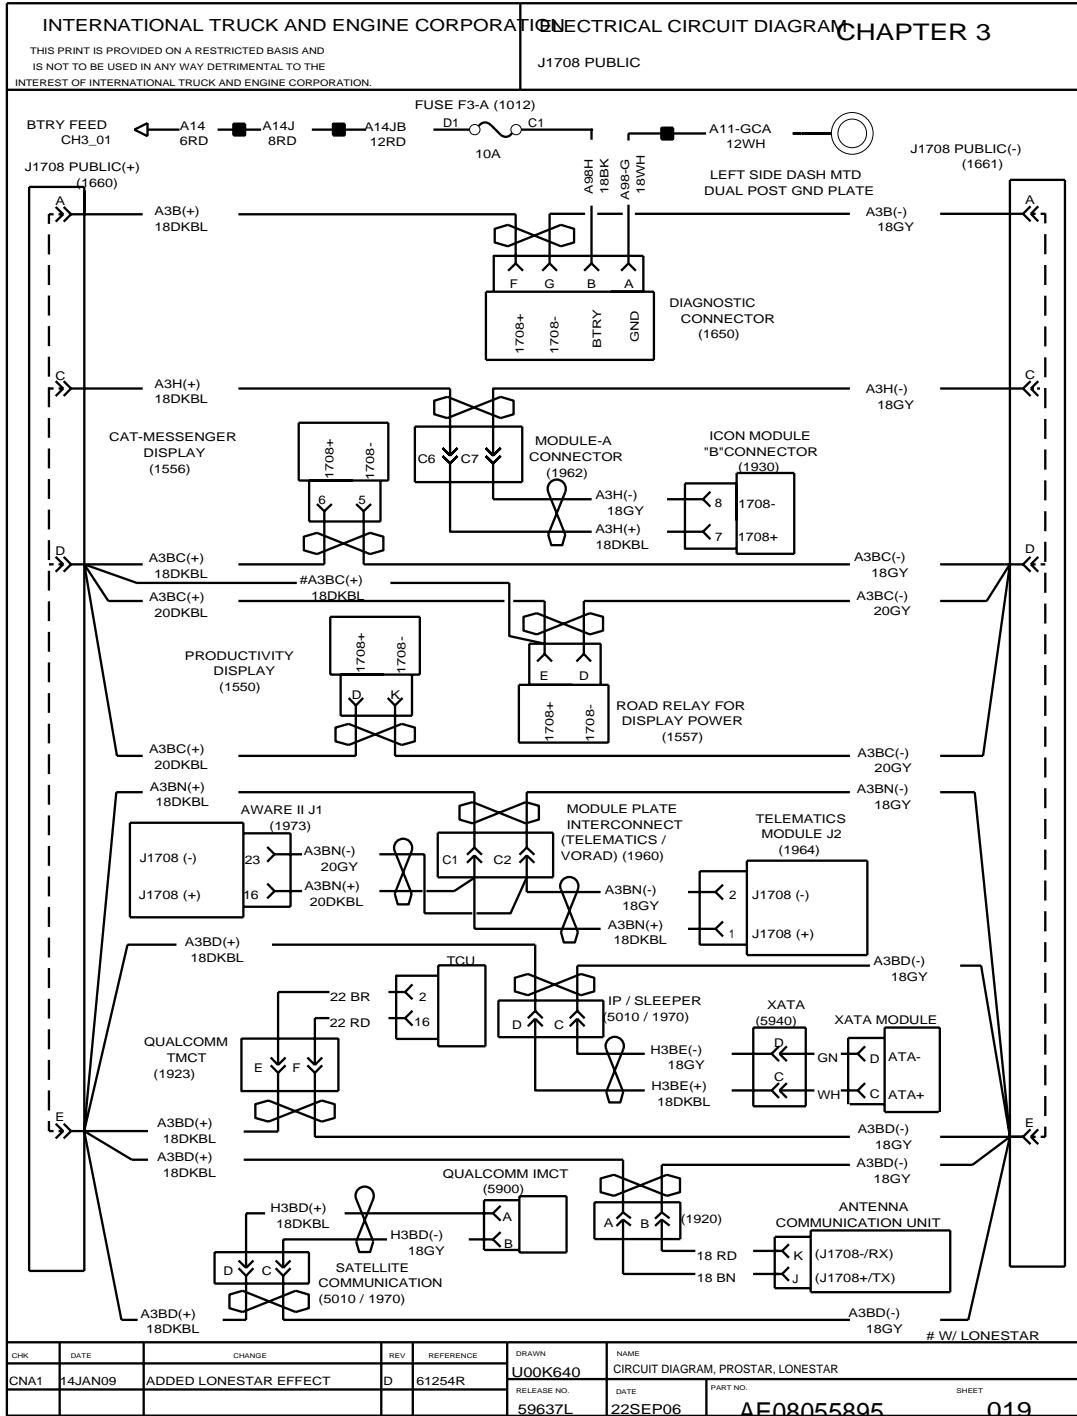 INTERNATIONAL TRUCK AND ENGINE CORPORATION
THIS PRINT IS PROVIDED ON A RESTRICTED BASIS AND
IS NOT TO BE USED IN ANY WAY DETRIMENTAL TO THE
INTEREST OF INTERNATIONAL TRUCK AND ENGINE CORPORATION.
ELECTRICAL CIRCUIT DIAGRAM
CHAPTER 3
J1708 PUBLIC
FUSE F3-A (1012)
BTRY FEED
CH3_01
A14
6RD
A14J
8RD
A14JB
12RD
D1
C1
10A
A11-GCA
12WH
LEFT SIDE DASH MTD
DUAL POST GND PLATE
J1708 PUBLIC(+)
(1660)
J1708 PUBLIC(-)
(1661)
A98H
18BK
A98-G
18WH
A
A3B(+)
18DKBL
A3B(-)
18GY
A
F
G
B
A
1708+
1708-
BTRY
GND
DIAGNOSTIC
CONNECTOR
(1650)
C
A3H(+)
18DKBL
A3H(-)
18GY
C
CAT-MESSENGER
DISPLAY
(1556)
1708+
1708-
6
5
C6
C7
MODULE-A
CONNECTOR
(1962)
ICON MODULE
"B"CONNECTOR
(1930)
A3H(-)
18GY
8
1708-
A3H(+)
18DKBL
7
1708+
D
A3BC(+)
18DKBL
A3BC(-)
18GY
D
#A3BC(+)
18DKBL
A3BC(+)
20DKBL
A3BC(-)
20GY
PRODUCTIVITY
DISPLAY
(1550)
1708+
1708-
D
K
E
D
1708+
1708-
ROAD RELAY FOR
DISPLAY POWER
(1557)
A3BC(+)
20DKBL
A3BC(-)
20GY
A3BN(+)
18DKBL
A3BN(-)
18GY
AWARE II J1
(1973)
J1708 (-)
J1708 (+)
23
16
A3BN(-)
20GY
A3BN(+)
20DKBL
C1
C2
MODULE PLATE
INTERCONNECT
(TELEMATICS /
VORAD) (1960)
TELEMATICS
MODULE J2
(1964)
A3BN(-)
18GY
2
J1708 (-)
A3BN(+)
18DKBL
1
J1708 (+)
A3BD(+)
18DKBL
A3BD(-)
18GY
TCU
22 BR
2
22 RD
16
QUALCOMM
TMCT
(1923)
E
F
D
C
IP / SLEEPER
(5010 / 1970)
XATA
(5940)
XATA MODULE
H3BE(-)
18GY
D
GN
D
ATA-
H3BE(+)
18DKBL
C
WH
C
ATA+
E
A3BD(+)
18DKBL
A3BD(-)
18GY
E
A3BD(+)
18DKBL
A3BD(-)
18GY
QUALCOMM IMCT
(5900)
H3BD(+)
18DKBL
A
H3BD(-)
18GY
B
A
B
(1920)
ANTENNA
COMMUNICATION UNIT
18 RD
K
(J1708-/RX)
18 BN
J
(J1708+/TX)
D
C
SATELLITE
COMMUNICATION
(5010 / 1970)
A3BD(+)
18DKBL
A3BD(-)
18GY
# W/ LONESTAR
CHK
DATE
CHANGE
REV
REFERENCE
DRAWN
NAME
CNA1
14JAN09
ADDED LONESTAR EFFECT
D
61254R
U00K640
CIRCUIT DIAGRAM, PROSTAR, LONESTAR
RELEASE NO.
DATE
PART NO.
SHEET
59637L
22SEP06
AE08055895
019